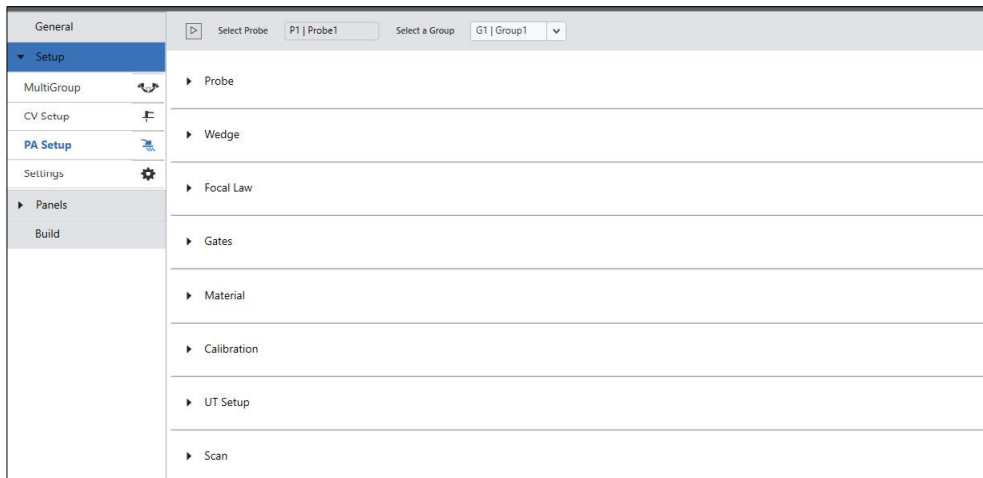 General
Setup
MultiGroup
CV Setup
PA Setup
Settings
Panels
Build
Select Probe P1 | Probe1 Select a Group G1 | Group1
Probe
Wedge
Focal Law
Gates
Material
Calibration
UT Setup
Scan